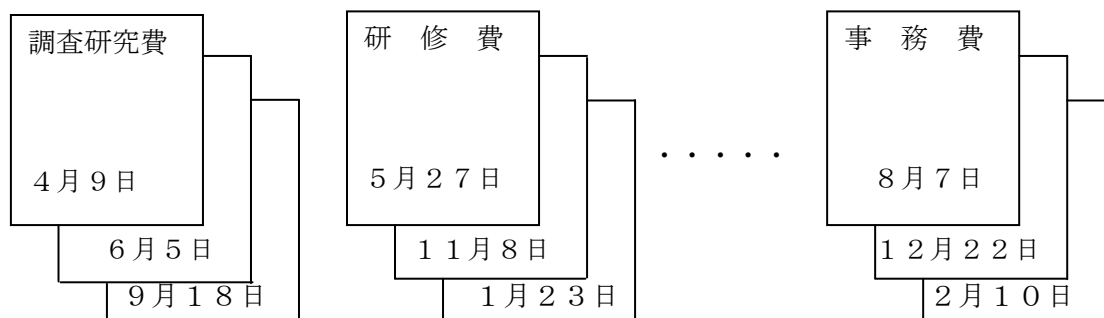 調査研究費
4月9日
6月5日
9月18日
研 修 費
5月27日
11月8日
1月23日
・・・・・
事 務 費
8月7日
12月22日
2月10日